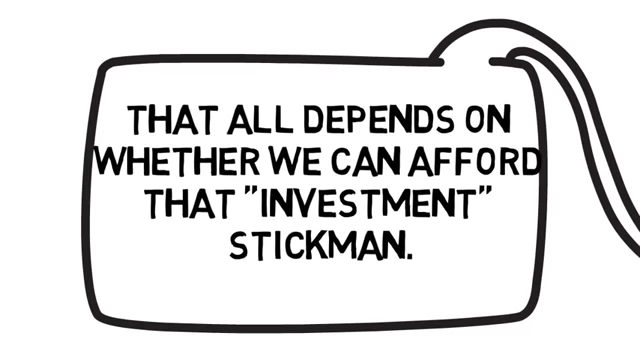 THAT ALL DEPENDS ON
WHETHER WE CAN AFFORD
THAT "INVESTMENT"
STICKMAN.